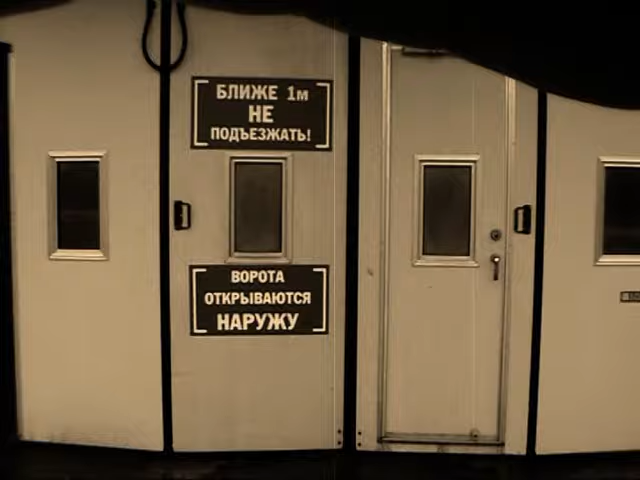 БЛИЖЕ 1м
НЕ
ПОДЪЕЗЖАТЬ!
ВОРОТА
ОТКРЫВАЮТСЯ
НАРУЖУ